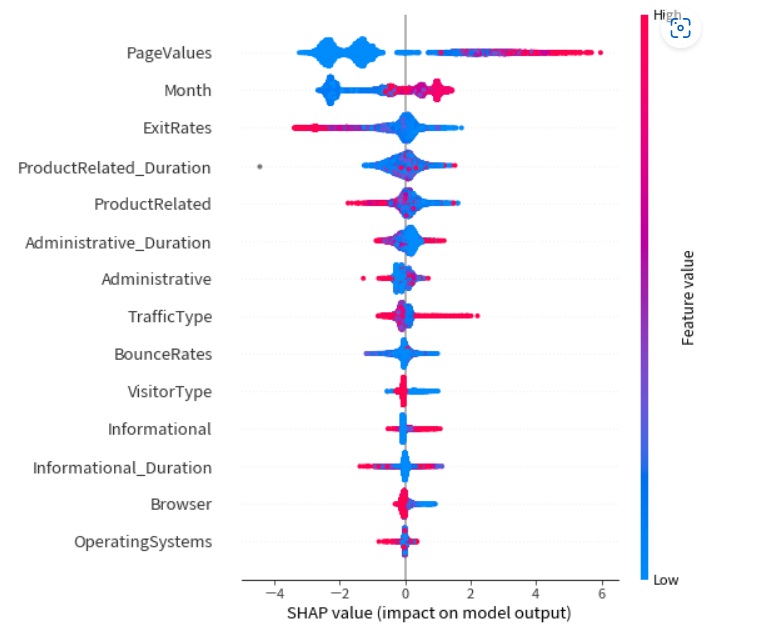 High
PageValues
Month
ExitRates
ProductRelated_Duration
ProductRelated
Administrative_Duration
Administrative
TrafficType
BounceRates
VisitorType
Informational
Informational_Duration
Browser
OperatingSystems
Feature value
Low
−4 −2 0 2 4 6
SHAP value (impact on model output)